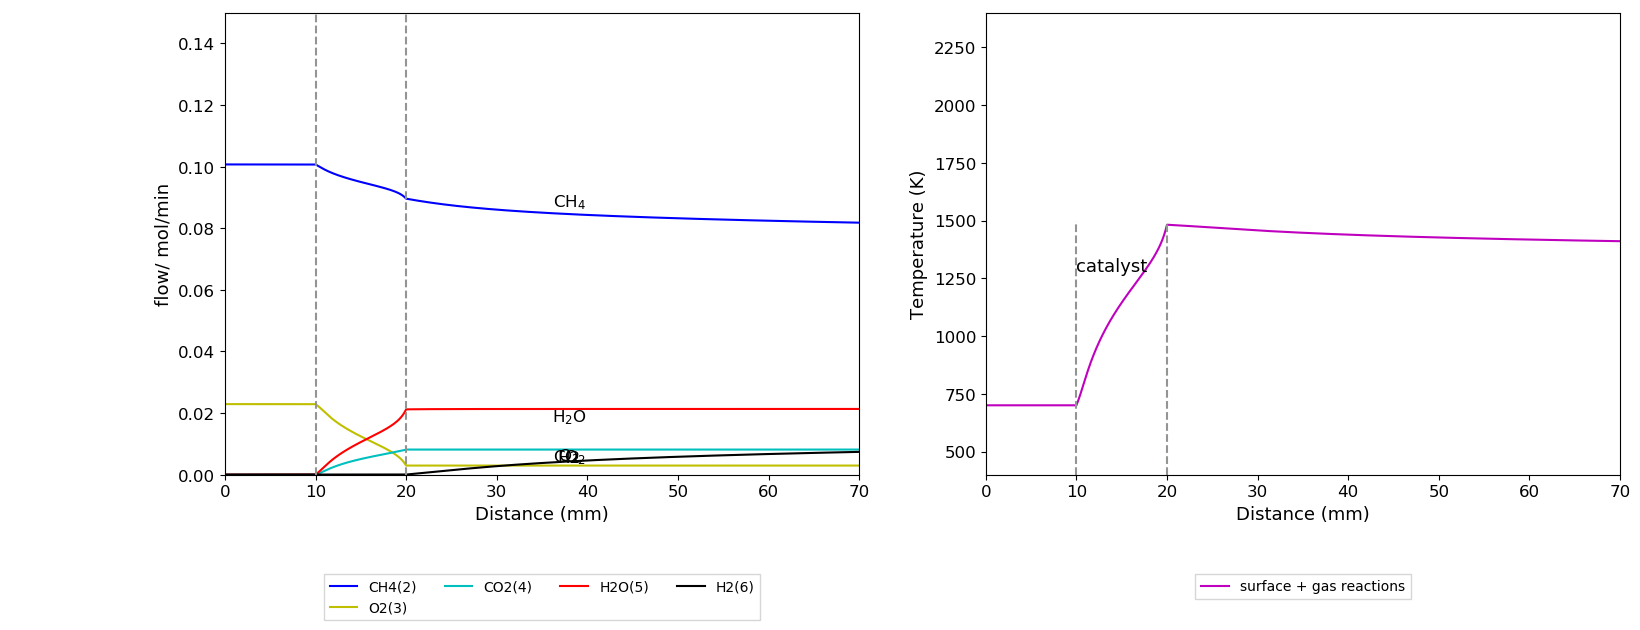 0.14
0.12
0.10
0.08
0.06
0.04
0.02
0.00
flow/ mol/min
CH4
H2O
0 10 20 30 40 50 60 70
Distance (mm)
CH4(2) CO2(4) H2O(5) H2(6)
O2(3)
2250
2000
1750
1500
1250
1000
750
500
Temperature (K)
catalyst
0 10 20 30 40 50 60 70
Distance (mm)
surface + gas reactions